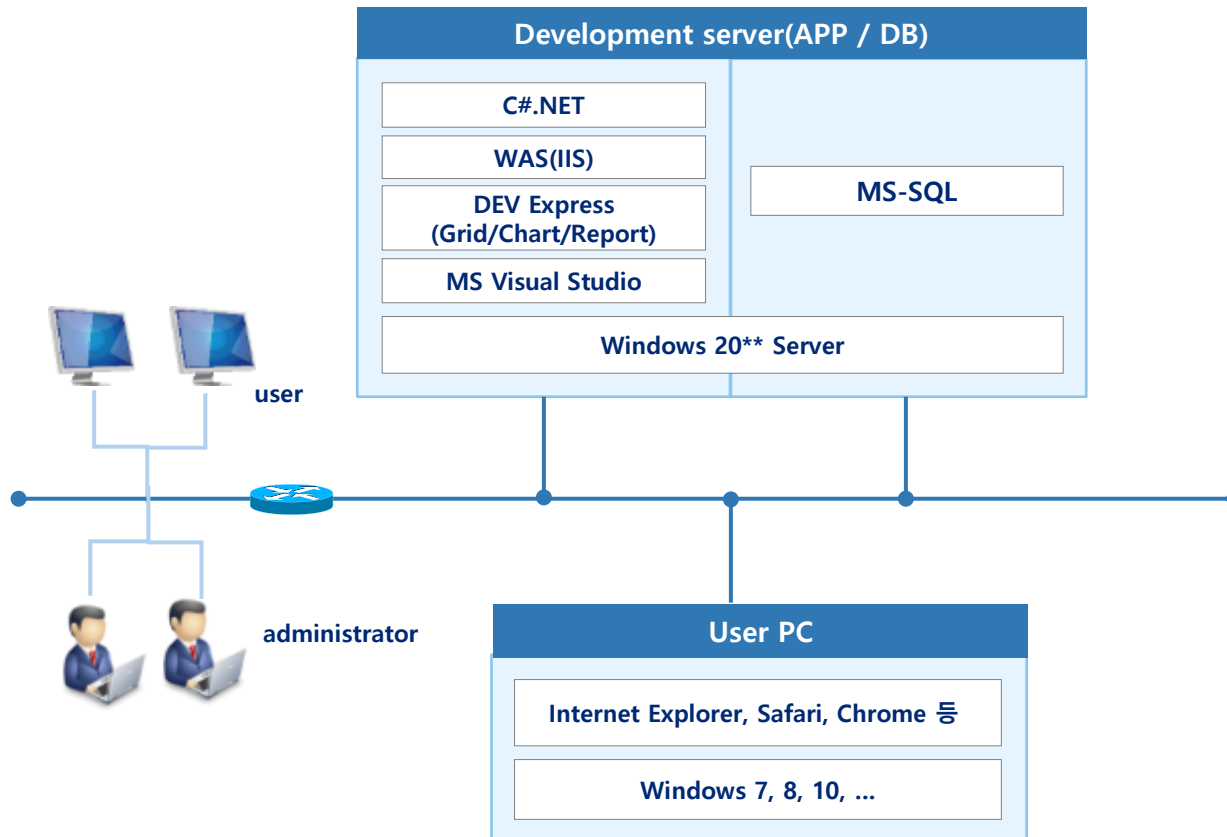 Development server(APP / DB)
C#.NET
WAS(IIS)
DEV Express
(Grid/Chart/Report)
MS Visual Studio
MS-SQL
Windows 20** Server
user
administrator
User PC
Internet Explorer, Safari, Chrome 등
Windows 7, 8, 10, ...